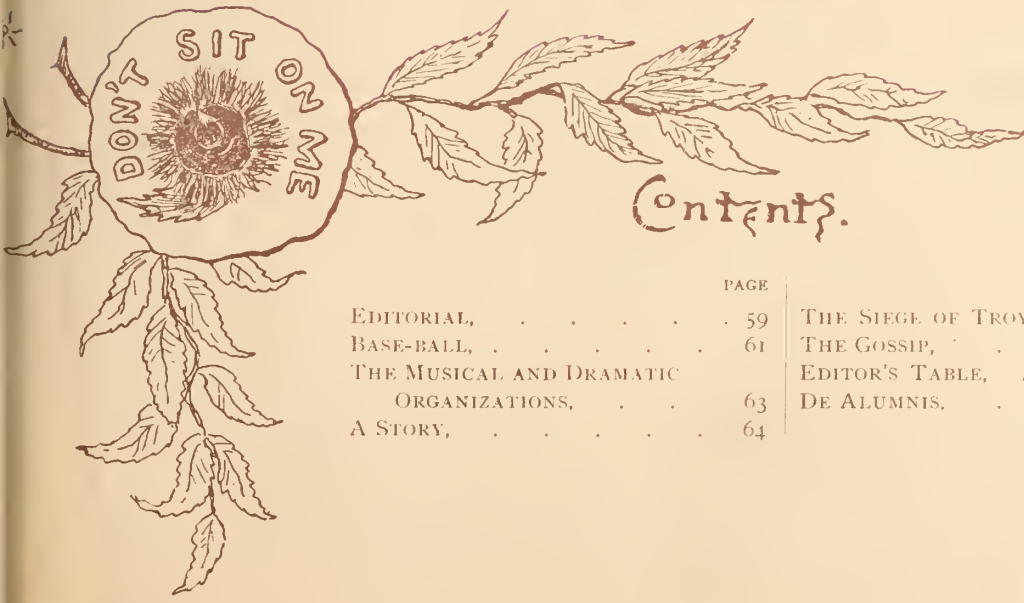 DON'T SIT ON ME
Contents.
PAGE
EDITORIAL, . . . . . 59
BASE-BALL, . . . . . 61
THE MUSICAL AND DRAMATIC
ORGANIZATIONS, . . 63
A STORY, . . . . . 64
THE SIEGE OF TROY
THE GOSSIP, .
EDITOR'S TABLE, .
DE ALUMNIS. .